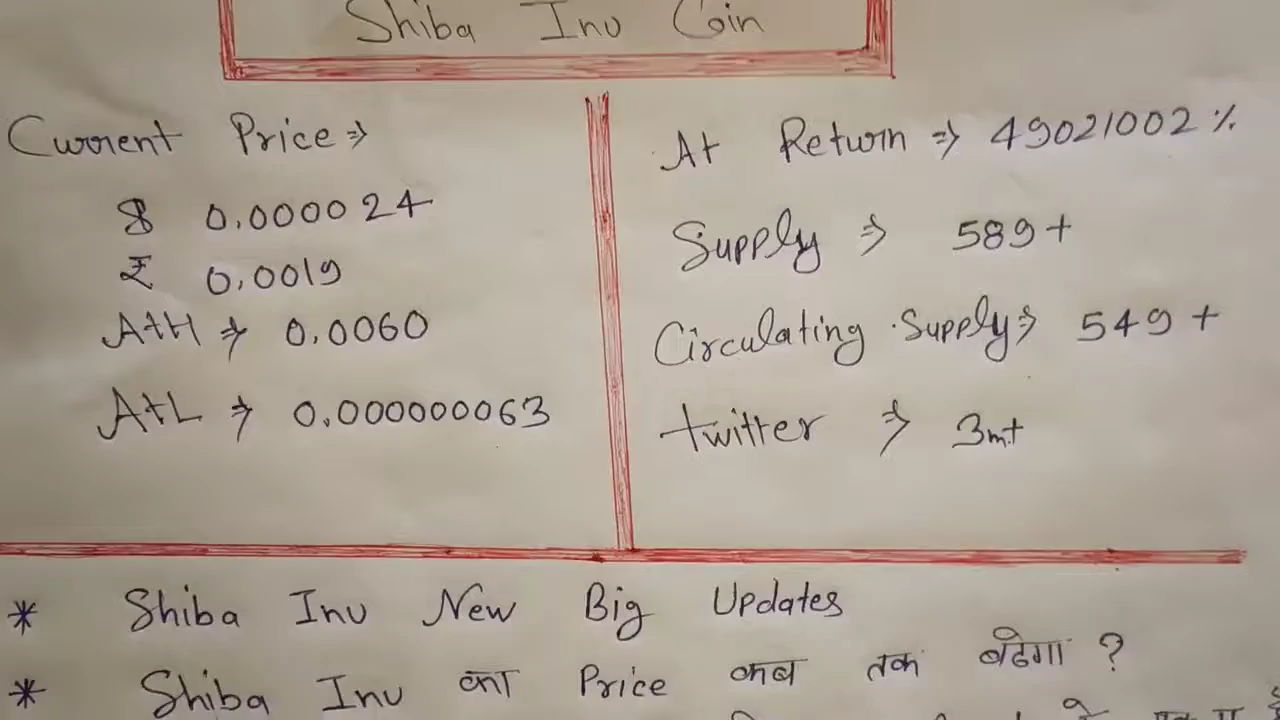 Shiba Inu Coin
Current Price ⇒
$ 0.000024
₹ 0.0019
AtH ⇒ 0.0060
AtL ⇒ 0.000000063
At Return ⇒ 49021002 %
Supply ⇒ 589+
Circulating Supply ⇒ 549 +
twitter ⇒ 3m+
* Shiba Inu New Big Updates
* Shiba Inu का Price कब तक बढेगा ?